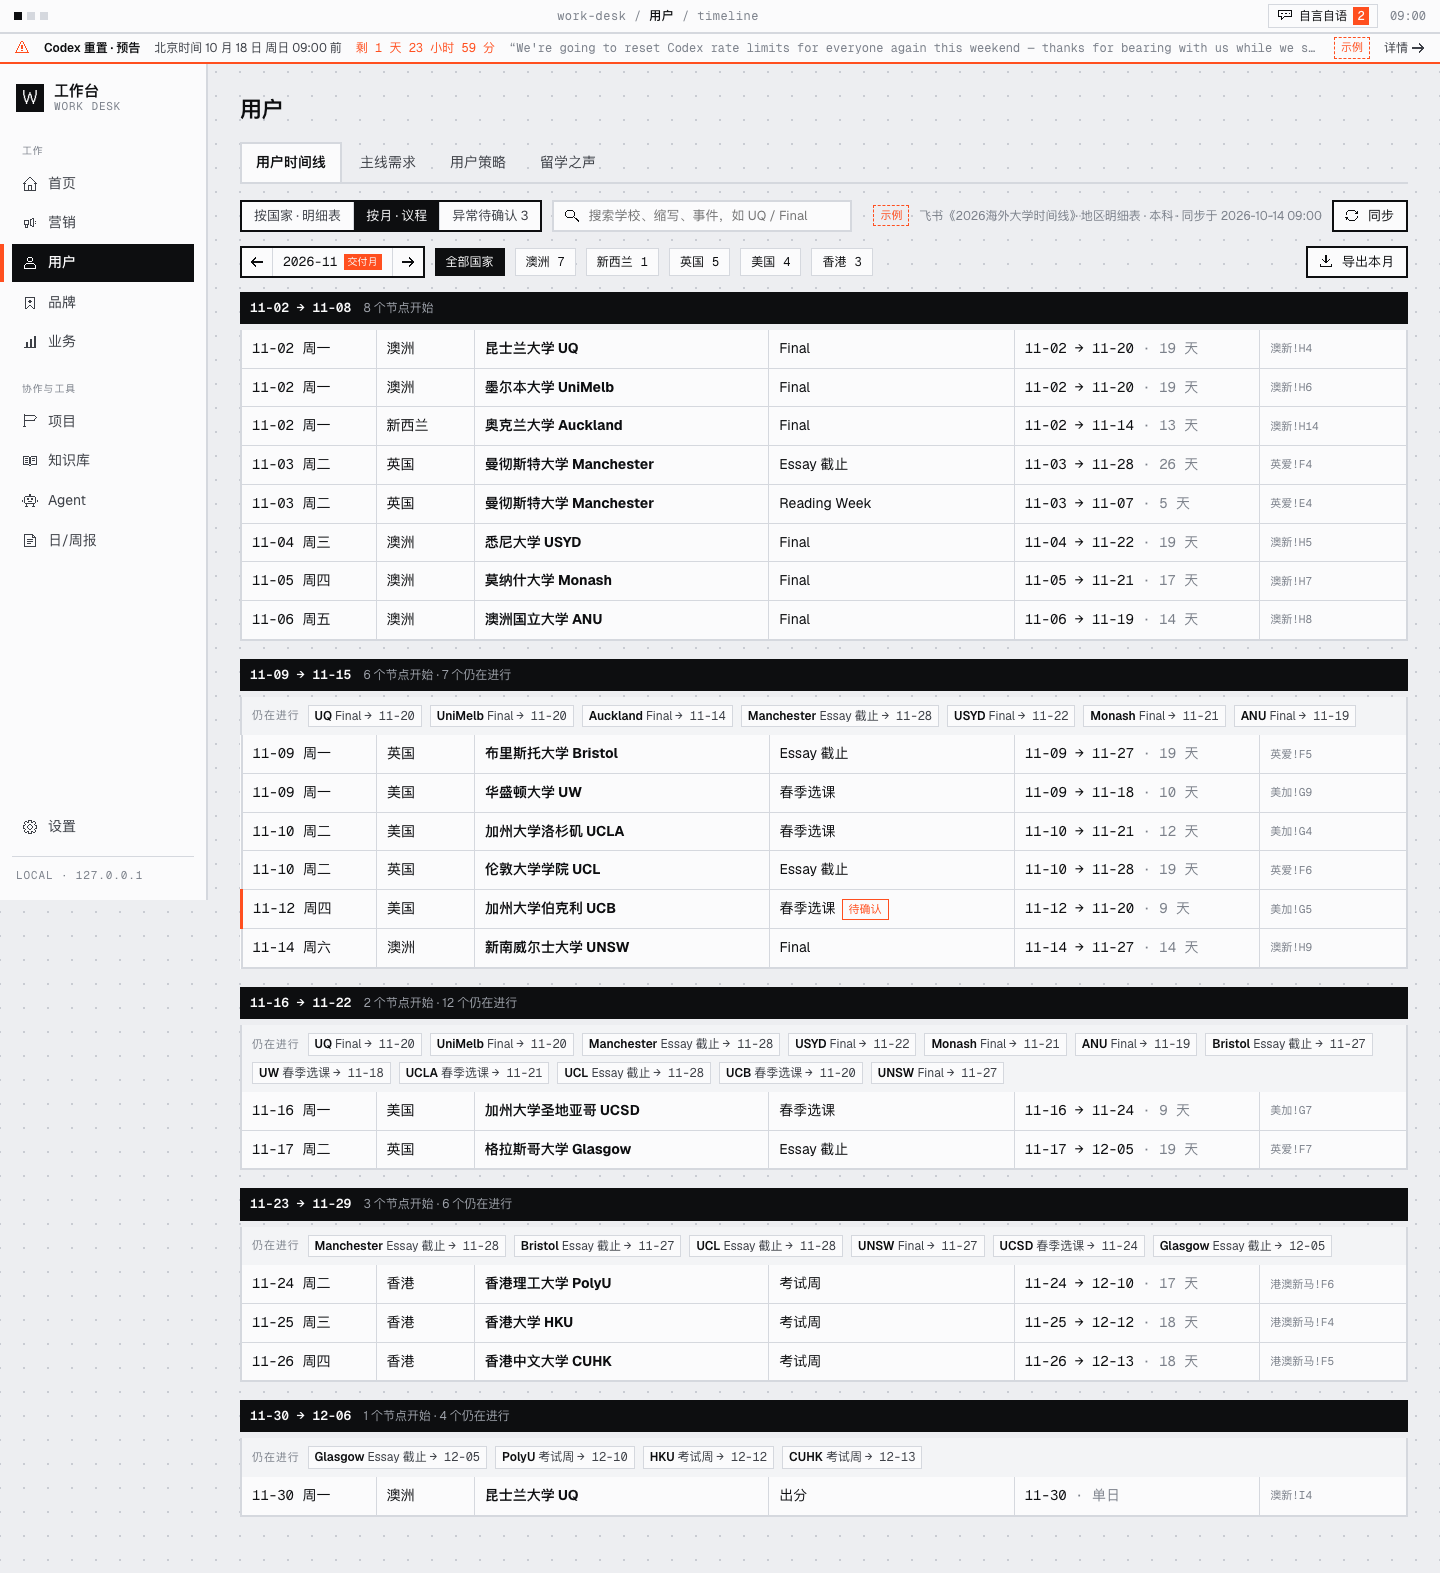 work-desk / 用户 / timeline
自言自语 2 09:00
Codex 重置 · 预告 北京时间 10 月 18 日 周日 09:00 前 剩 1 天 23 小时 59 分 “We're going to reset Codex rate limits for everyone again this weekend — thanks for bearing with us while we s… 示例 详情
W 工作台
WORK DESK
工作
首页
营销
用户
品牌
业务
协作与工具
项目
知识库
Agent
日/周报
设置
LOCAL · 127.0.0.1
用户
用户时间线 主线需求 用户策略 留学之声
按国家 · 明细表 按月 · 议程 异常待确认 3 搜索学校、缩写、事件，如 UQ / Final 示例 飞书《2026海外大学时间线》· 地区明细表 · 本科 · 同步于 2026-10-14 09:00 同步
← 2026-11 交付月 → 全部国家 澳洲 7 新西兰 1 英国 5 美国 4 香港 3 导出本月
11-02 → 11-08 8 个节点开始
11-02 周一 澳洲 昆士兰大学 UQ Final 11-02 → 11-20 · 19 天 澳新!H4
11-02 周一 澳洲 墨尔本大学 UniMelb Final 11-02 → 11-20 · 19 天 澳新!H6
11-02 周一 新西兰 奥克兰大学 Auckland Final 11-02 → 11-14 · 13 天 澳新!H14
11-03 周二 英国 曼彻斯特大学 Manchester Essay 截止 11-03 → 11-28 · 26 天 英爱!F4
11-03 周二 英国 曼彻斯特大学 Manchester Reading Week 11-03 → 11-07 · 5 天 英爱!E4
11-04 周三 澳洲 悉尼大学 USYD Final 11-04 → 11-22 · 19 天 澳新!H5
11-05 周四 澳洲 莫纳什大学 Monash Final 11-05 → 11-21 · 17 天 澳新!H7
11-06 周五 澳洲 澳洲国立大学 ANU Final 11-06 → 11-19 · 14 天 澳新!H8
11-09 → 11-15 6 个节点开始 · 7 个仍在进行
仍在进行 UQ Final → 11-20 UniMelb Final → 11-20 Auckland Final → 11-14 Manchester Essay 截止 → 11-28 USYD Final → 11-22 Monash Final → 11-21 ANU Final → 11-19
11-09 周一 英国 布里斯托大学 Bristol Essay 截止 11-09 → 11-27 · 19 天 英爱!F5
11-09 周一 美国 华盛顿大学 UW 春季选课 11-09 → 11-18 · 10 天 美加!G9
11-10 周二 美国 加州大学洛杉矶 UCLA 春季选课 11-10 → 11-21 · 12 天 美加!G4
11-10 周二 英国 伦敦大学学院 UCL Essay 截止 11-10 → 11-28 · 19 天 英爱!F6
11-12 周四 美国 加州大学伯克利 UCB 春季选课 待确认 11-12 → 11-20 · 9 天 美加!G5
11-14 周六 澳洲 新南威尔士大学 UNSW Final 11-14 → 11-27 · 14 天 澳新!H9
11-16 → 11-22 2 个节点开始 · 12 个仍在进行
仍在进行 UQ Final → 11-20 UniMelb Final → 11-20 Manchester Essay 截止 → 11-28 USYD Final → 11-22 Monash Final → 11-21 ANU Final → 11-19 Bristol Essay 截止 → 11-27
UW 春季选课 → 11-18 UCLA 春季选课 → 11-21 UCL Essay 截止 → 11-28 UCB 春季选课 → 11-20 UNSW Final → 11-27
11-16 周一 美国 加州大学圣地亚哥 UCSD 春季选课 11-16 → 11-24 · 9 天 美加!G7
11-17 周二 英国 格拉斯哥大学 Glasgow Essay 截止 11-17 → 12-05 · 19 天 英爱!F7
11-23 → 11-29 3 个节点开始 · 6 个仍在进行
仍在进行 Manchester Essay 截止 → 11-28 Bristol Essay 截止 → 11-27 UCL Essay 截止 → 11-28 UNSW Final → 11-27 UCSD 春季选课 → 11-24 Glasgow Essay 截止 → 12-05
11-24 周二 香港 香港理工大学 PolyU 考试周 11-24 → 12-10 · 17 天 港澳新马!F6
11-25 周三 香港 香港大学 HKU 考试周 11-25 → 12-12 · 18 天 港澳新马!F4
11-26 周四 香港 香港中文大学 CUHK 考试周 11-26 → 12-13 · 18 天 港澳新马!F5
11-30 → 12-06 1 个节点开始 · 4 个仍在进行
仍在进行 Glasgow Essay 截止 → 12-05 PolyU 考试周 → 12-10 HKU 考试周 → 12-12 CUHK 考试周 → 12-13
11-30 周一 澳洲 昆士兰大学 UQ 出分 11-30 · 单日 澳新!I4